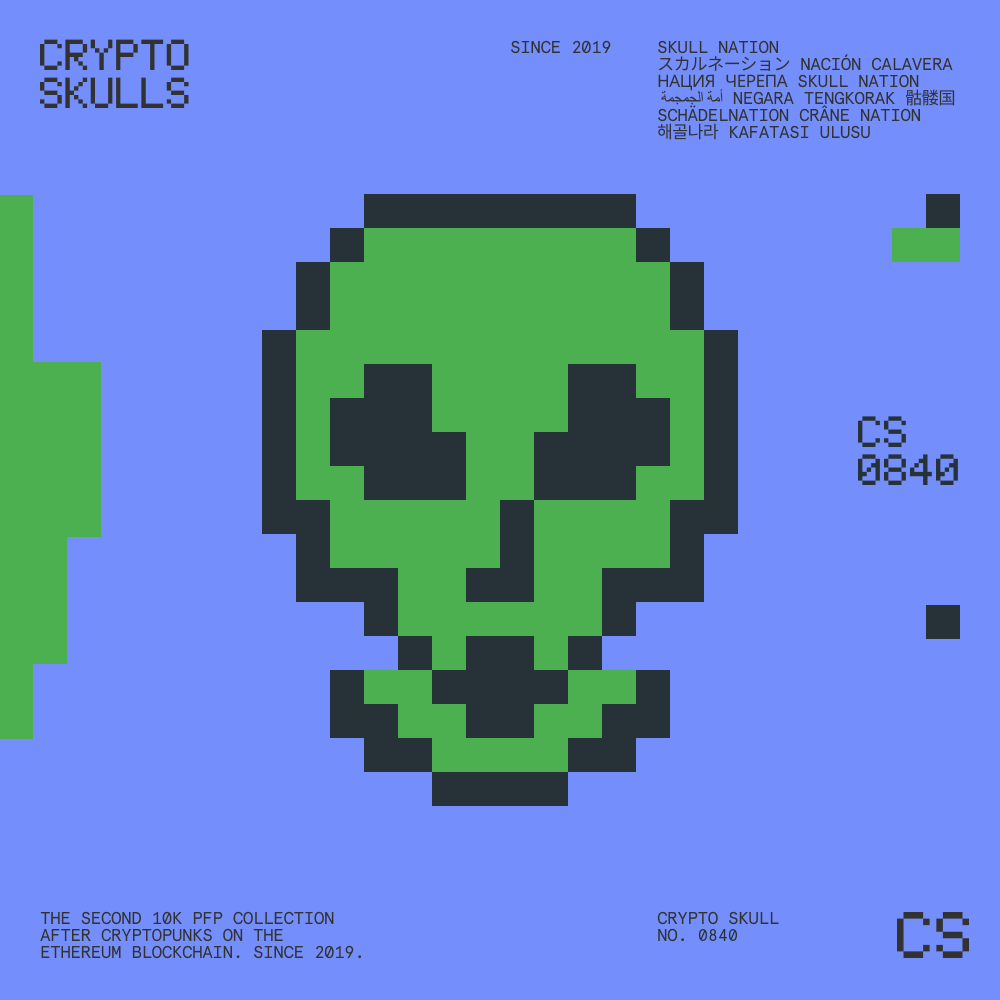 CRYPTO
SKULLS
SINCE 2019
SKULL NATION
スカルネーション NACIÓN CALAVERA
НАЦИЯ ЧЕРЕПА SKULL NATION
أمة الجمجمة NEGARA TENGKORAK 骷髅国
SCHÄDELNATION CRÂNE NATION
해골나라 KAFATASI ULUSU
CS
0840
THE SECOND 10K PFP COLLECTION
AFTER CRYPTOPUNKS ON THE
ETHEREUM BLOCKCHAIN. SINCE 2019.
CRYPTO SKULL
NO. 0840
CS